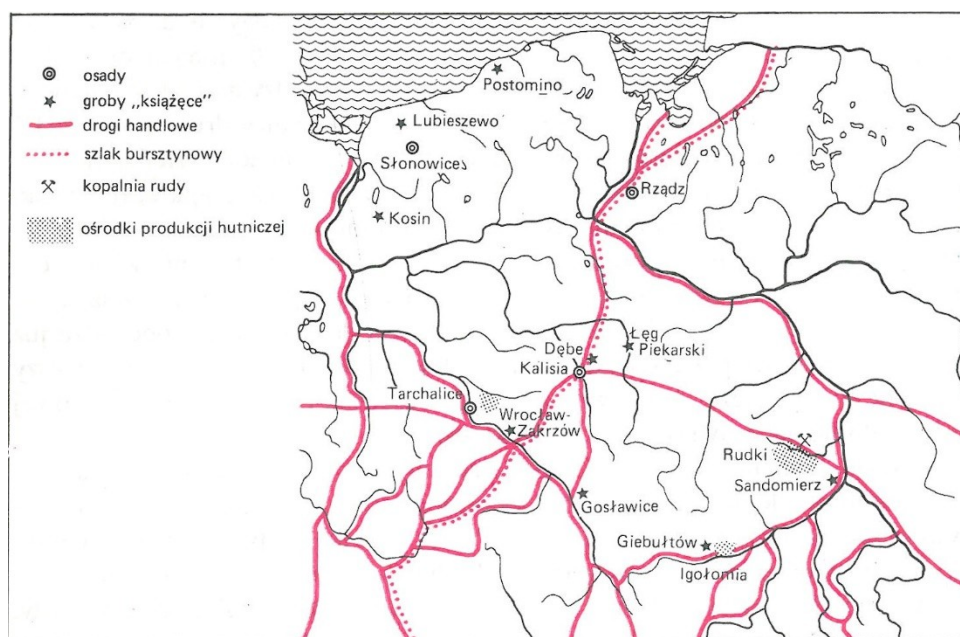 osady
groby „książęce”
drogi handlowe
szlak bursztynowy
kopalnia rudy
ośrodki produkcji hutniczej
Postomino
Lubieszewo
Słonowice
Rządz
Kosin
Łęg
Piekarski
Dębe
Kalisia
Tarchalice
Wrocław-
Zakrzów
Rudki
Sandomierz
Gosławice
Giebułtów
Igołomia